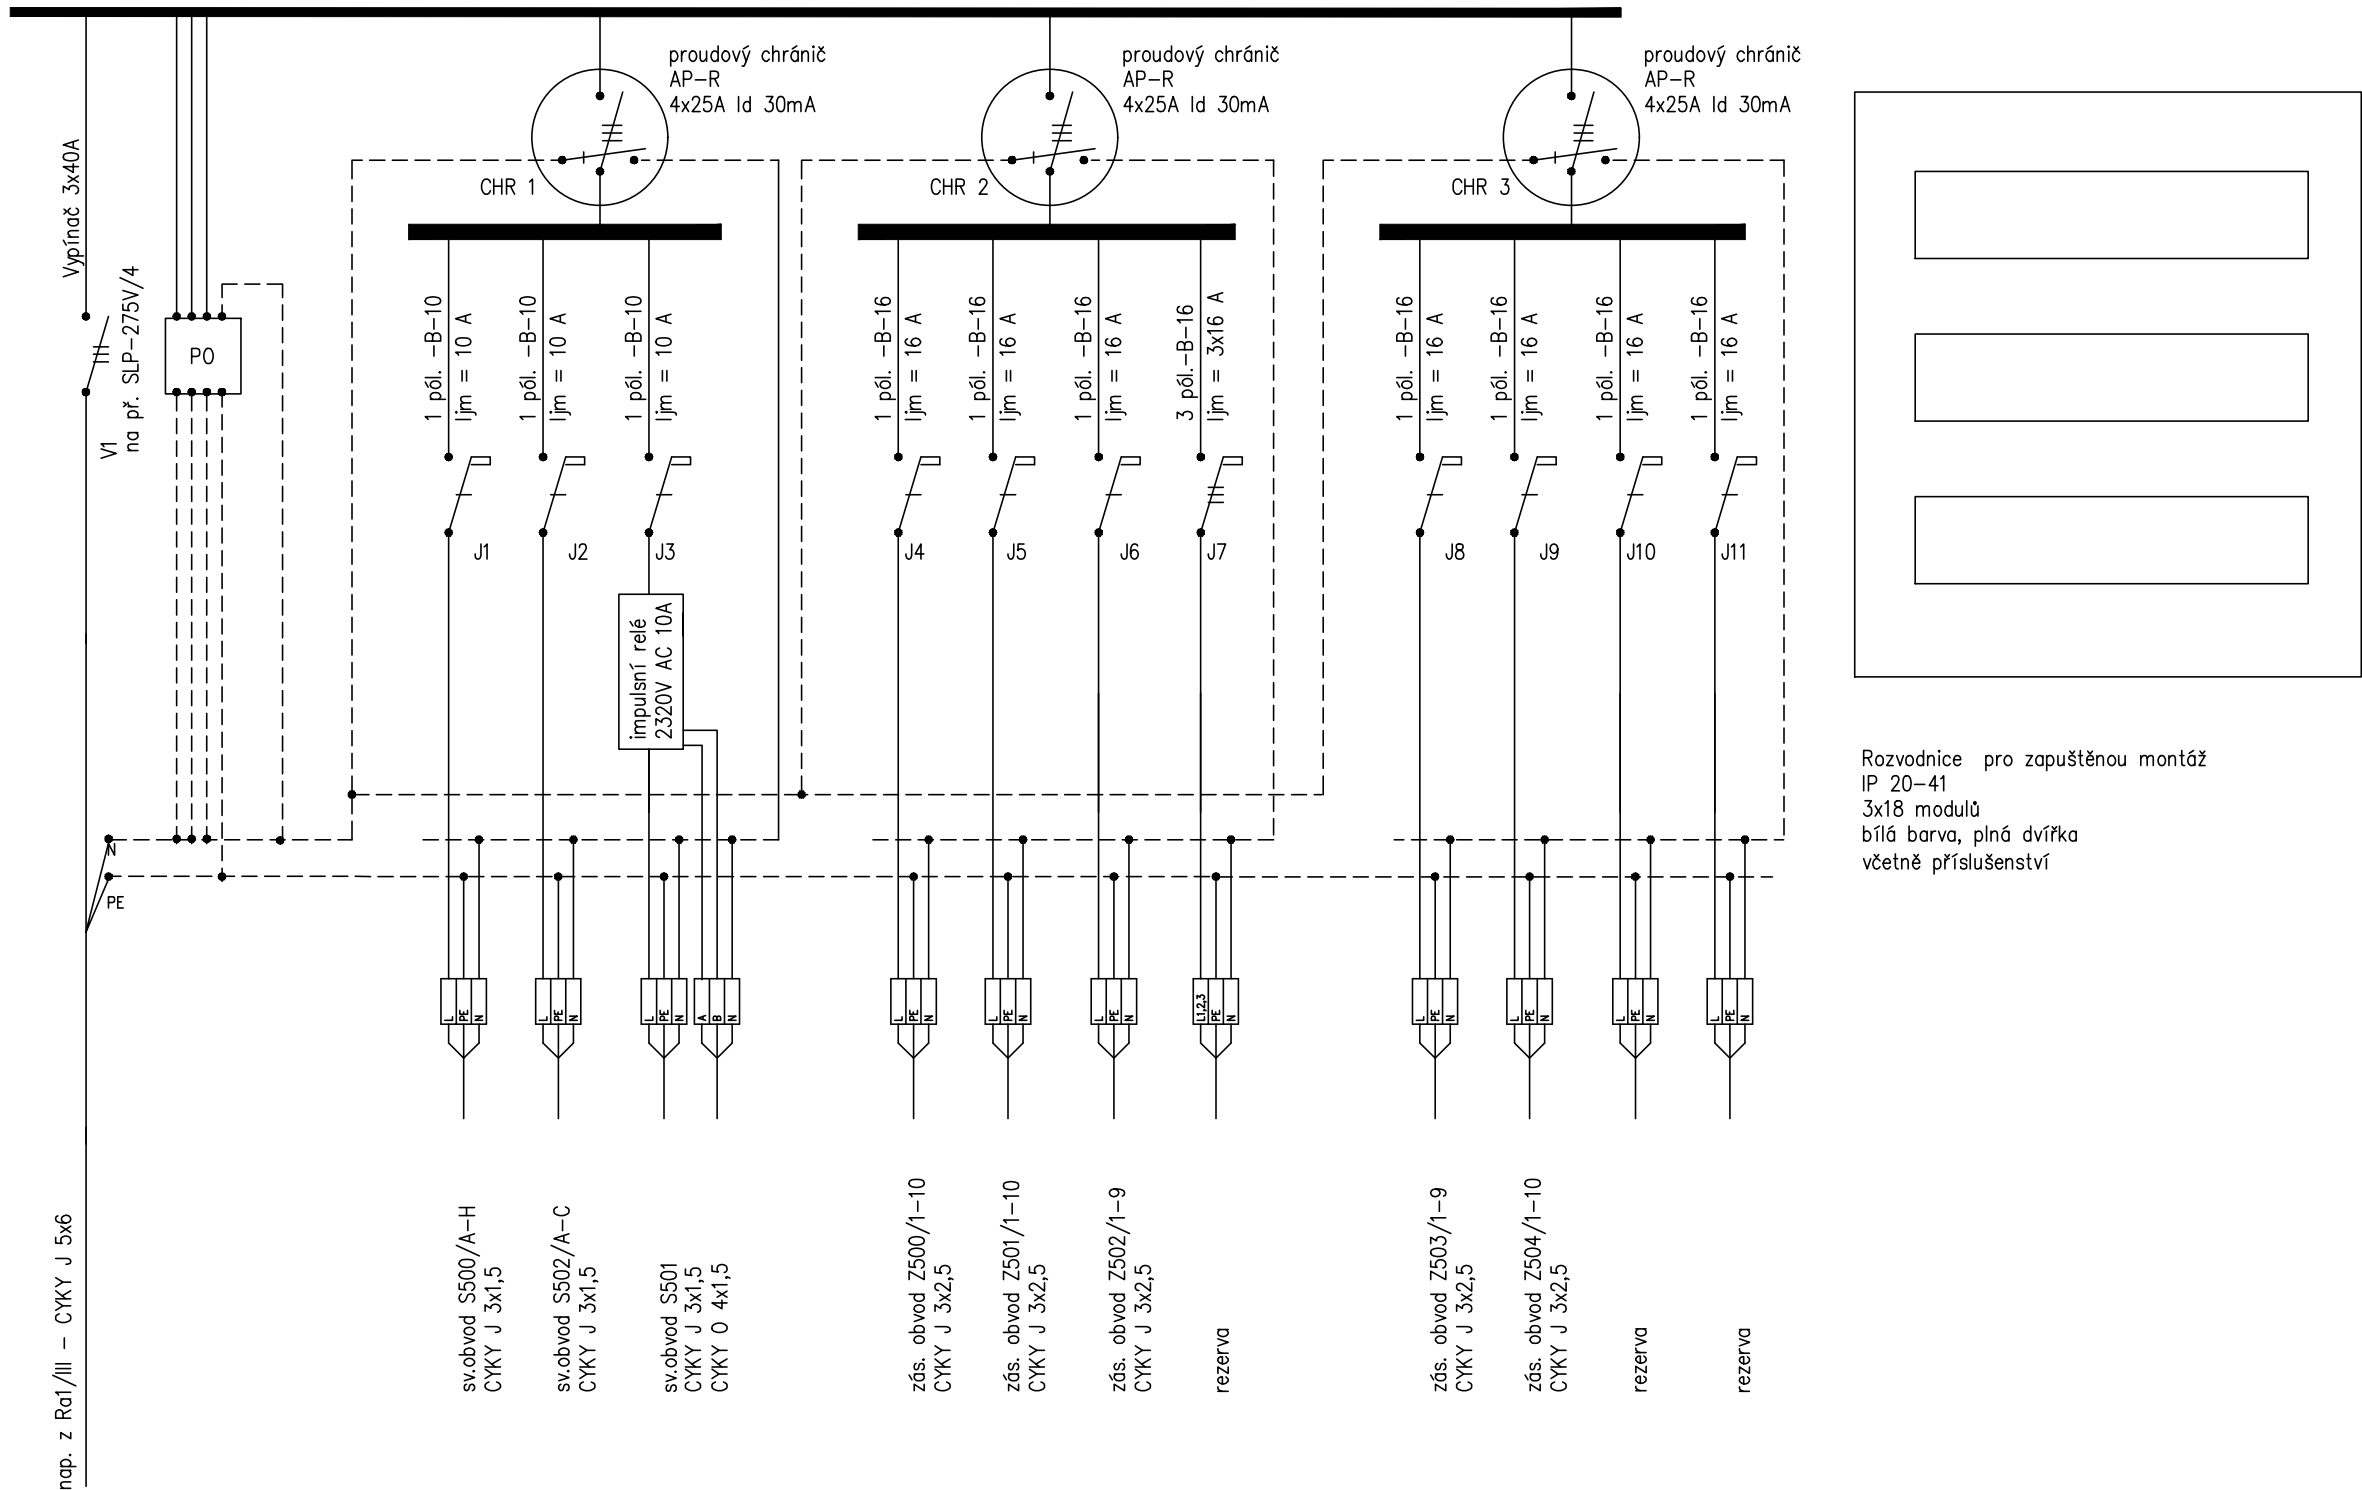 Vypínač 3x40A
V1
na př. SLP-275V/4
PO
nap. z Ra1/III - CYKY J 5x6
N
PE
proudový chránič
AP-R
4x25A Id 30mA
CHR 1
1 pól. -B-10
Ijm = 10 A
1 pól. -B-10
Ijm = 10 A
1 pól. -B-10
Ijm = 10 A
J1
J2
J3
impulsní relé
2320V AC 10A
L PE N
L PE N
L PE N
A B N
sv.obvod S500/A-H
CYKY J 3x1,5
sv.obvod S502/A-C
CYKY J 3x1,5
sv.obvod S501
CYKY J 3x1,5
CYKY O 4x1,5
proudový chránič
AP-R
4x25A Id 30mA
CHR 2
1 pól. -B-16
Ijm = 16 A
1 pól. -B-16
Ijm = 16 A
1 pól. -B-16
Ijm = 16 A
3 pól.-B-16
Ijm = 3x16 A
J4
J5
J6
J7
L PE N
L PE N
L PE N
L1,2,3 PE N
zás. obvod Z500/1-10
CYKY J 3x2,5
zás. obvod Z501/1-10
CYKY J 3x2,5
zás. obvod Z502/1-9
CYKY J 3x2,5
rezerva
proudový chránič
AP-R
4x25A Id 30mA
CHR 3
1 pól. -B-16
Ijm = 16 A
1 pól. -B-16
Ijm = 16 A
1 pól. -B-16
Ijm = 16 A
1 pól. -B-16
Ijm = 16 A
J8
J9
J10
J11
L PE N
L PE N
L PE N
L PE N
zás. obvod Z503/1-9
CYKY J 3x2,5
zás. obvod Z504/1-10
CYKY J 3x2,5
rezerva
rezerva
Rozvodnice pro zapuštěnou montáž
IP 20-41
3x18 modulů
bílá barva, plná dvířka
včetně příslušenství